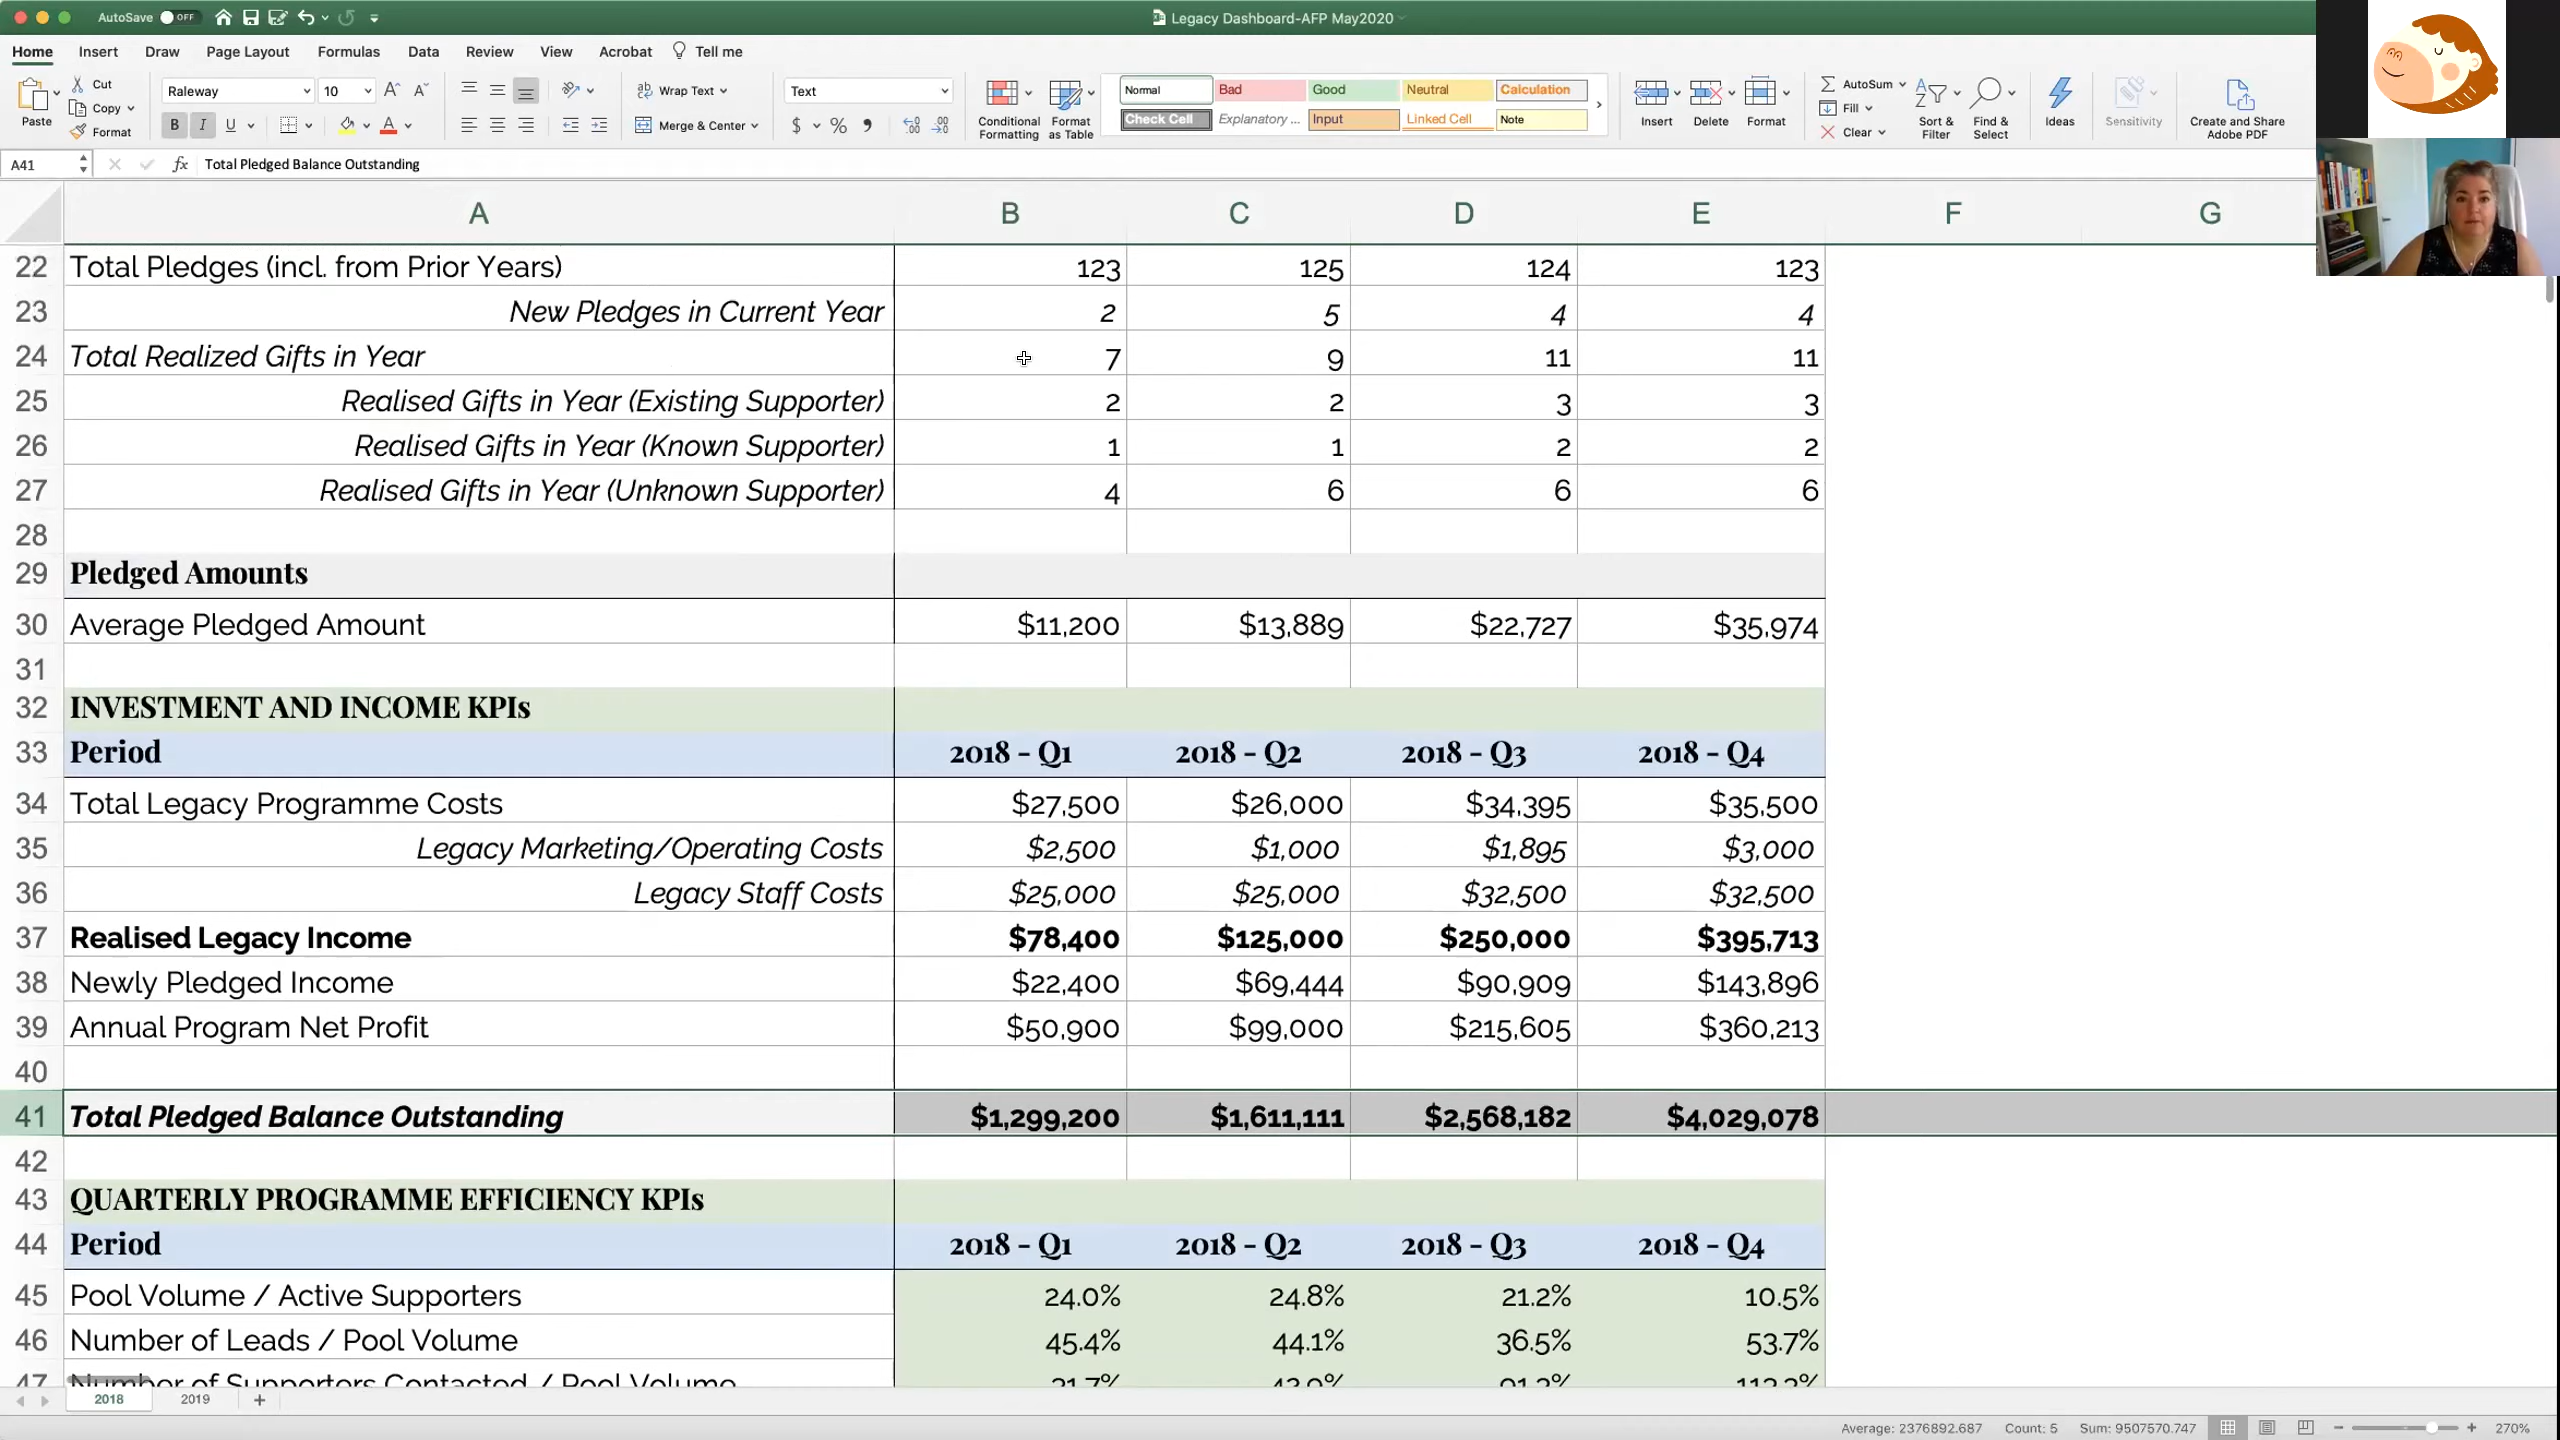 AutoSave OFF
Legacy Dashboard-AFP May2020
Home Insert Draw Page Layout Formulas Data Review View Acrobat Tell me
Paste Cut Copy Format
Raleway 10
Wrap Text
Merge & Center
Text
Conditional Formatting
Format as Table
Normal Bad Good Neutral Calculation
Check Cell Explanatory ... Input Linked Cell Note
Insert Delete Format
AutoSum
Fill
Clear
Sort & Filter
Find & Select
Ideas
Sensitivity
Create and Share Adobe PDF
A41 fx Total Pledged Balance Outstanding
A B C D E F G
22 Total Pledges (incl. from Prior Years) 123 125 124 123
23 New Pledges in Current Year 2 5 4 4
24 Total Realized Gifts in Year 7 9 11 11
25 Realised Gifts in Year (Existing Supporter) 2 2 3 3
26 Realised Gifts in Year (Known Supporter) 1 1 2 2
27 Realised Gifts in Year (Unknown Supporter) 4 6 6 6
28
29 Pledged Amounts
30 Average Pledged Amount $11,200 $13,889 $22,727 $35,974
31
32 INVESTMENT AND INCOME KPIs
33 Period 2018 - Q1 2018 - Q2 2018 - Q3 2018 - Q4
34 Total Legacy Programme Costs $27,500 $26,000 $34,395 $35,500
35 Legacy Marketing/Operating Costs $2,500 $1,000 $1,895 $3,000
36 Legacy Staff Costs $25,000 $25,000 $32,500 $32,500
37 Realised Legacy Income $78,400 $125,000 $250,000 $395,713
38 Newly Pledged Income $22,400 $69,444 $90,909 $143,896
39 Annual Program Net Profit $50,900 $99,000 $215,605 $360,213
40
41 Total Pledged Balance Outstanding $1,299,200 $1,611,111 $2,568,182 $4,029,078
42
43 QUARTERLY PROGRAMME EFFICIENCY KPIs
44 Period 2018 - Q1 2018 - Q2 2018 - Q3 2018 - Q4
45 Pool Volume / Active Supporters 24.0% 24.8% 21.2% 10.5%
46 Number of Leads / Pool Volume 45.4% 44.1% 36.5% 53.7%
47 Number of Supporters Contacted / Pool Volume
2018 2019
Average: 2376892.687 Count: 5 Sum: 9507570.747 270%